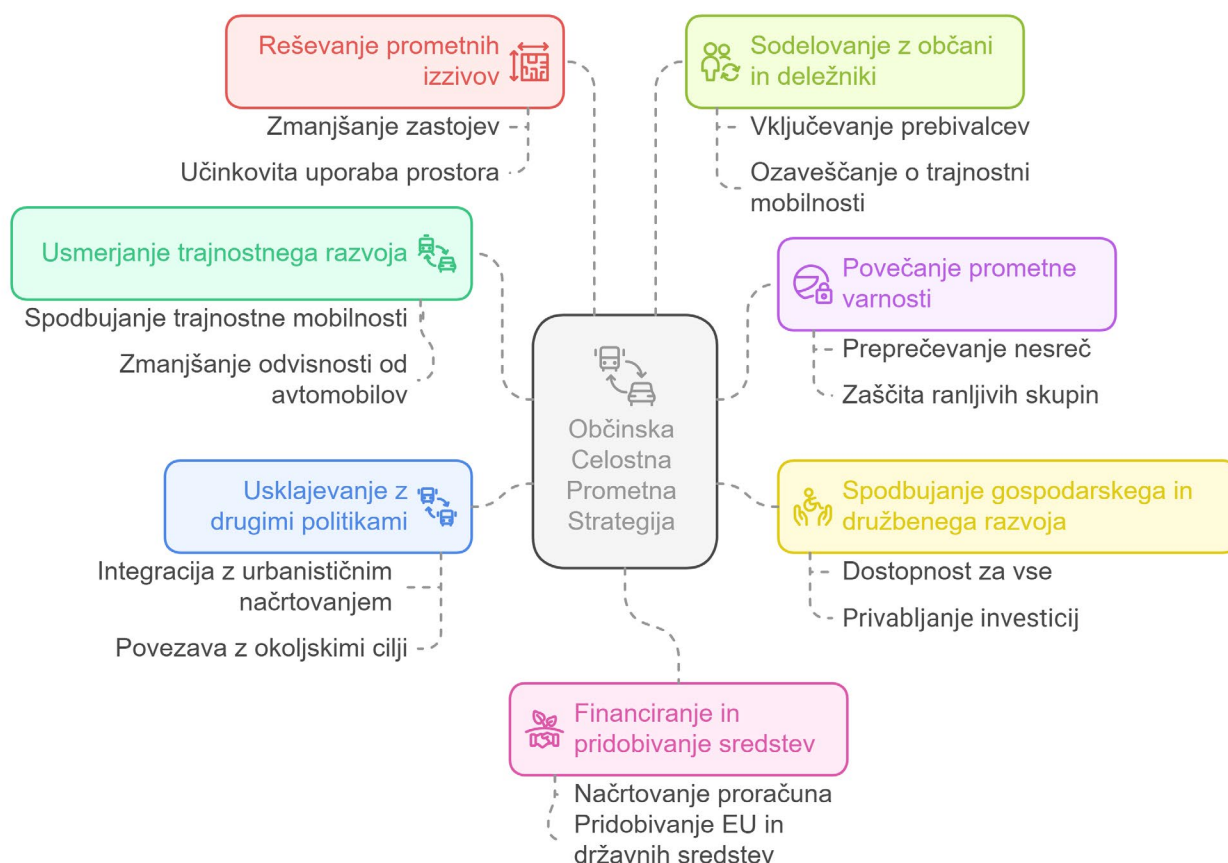 Reševanje prometnih
izzivov
Zmanjšanje zastojev
Učinkovita uporaba prostora
Sodelovanje z občani
in deležniki
Vključevanje prebivalcev
Ozaveščanje o trajnostni
mobilnosti
Usmerjanje trajnostnega razvoja
Spodbujanje trajnostne mobilnosti
Zmanjšanje odvisnosti od
avtomobilov
Povečanje prometne
varnosti
Preprečevanje nesreč
Zaščita ranljivih skupin
Občinska
Celostna
Prometna
Strategija
Usklajevanje z
drugimi politikami
Integracija z urbanističnim
načrtovanjem
Povezava z okoljskimi cilji
Spodbujanje gospodarskega in
družbenega razvoja
Dostopnost za vse
Privabljanje investicij
Financiranje in
pridobivanje sredstev
Načrtovanje proračuna
Pridobivanje EU in
državnih sredstev